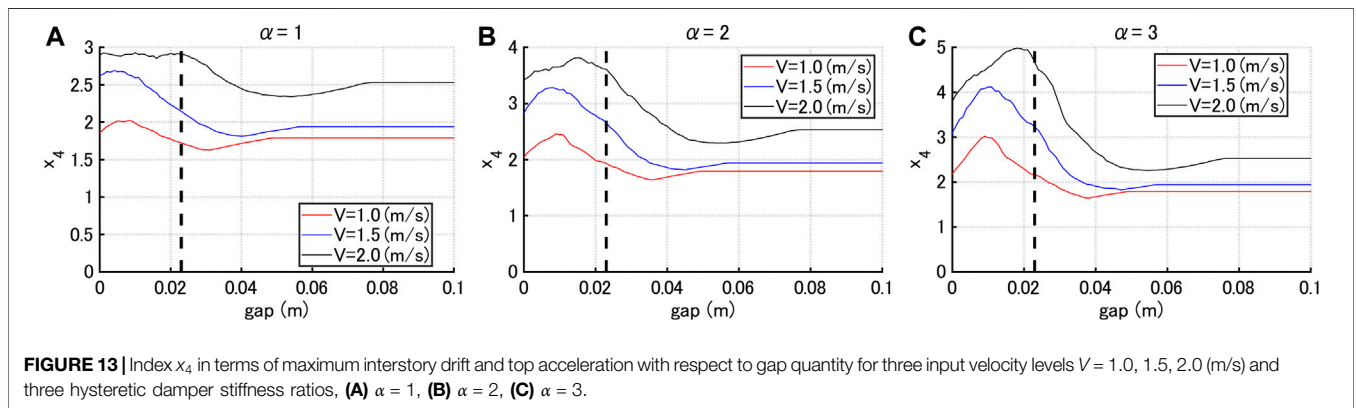 A
α = 1
3
2.5
2
1.5
1
0.5
0
x4
0
0.02
0.04
0.06
0.08
0.1
gap (m)
V=1.0 (m/s)
V=1.5 (m/s)
V=2.0 (m/s)
B
α = 2
4
3
2
1
0
x4
0
0.02
0.04
0.06
0.08
0.1
gap (m)
V=1.0 (m/s)
V=1.5 (m/s)
V=2.0 (m/s)
C
α = 3
5
4
3
2
1
0
x4
0
0.02
0.04
0.06
0.08
0.1
gap (m)
V=1.0 (m/s)
V=1.5 (m/s)
V=2.0 (m/s)
FIGURE 13 | Index x4 in terms of maximum interstory drift and top acceleration with respect to gap quantity for three input velocity levels V = 1.0, 1.5, 2.0 (m/s) and
three hysteretic damper stiffness ratios, (A) α = 1, (B) α = 2, (C) α = 3.